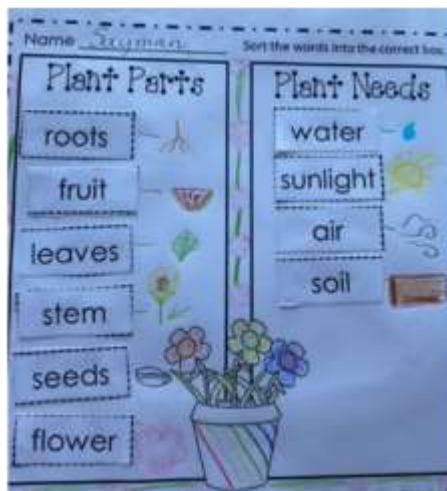 Name
Sort the words into the correct box.
Plant Parts
roots
fruit
leaves
stem
seeds
flower
Plant Needs
water
sunlight
air
soil